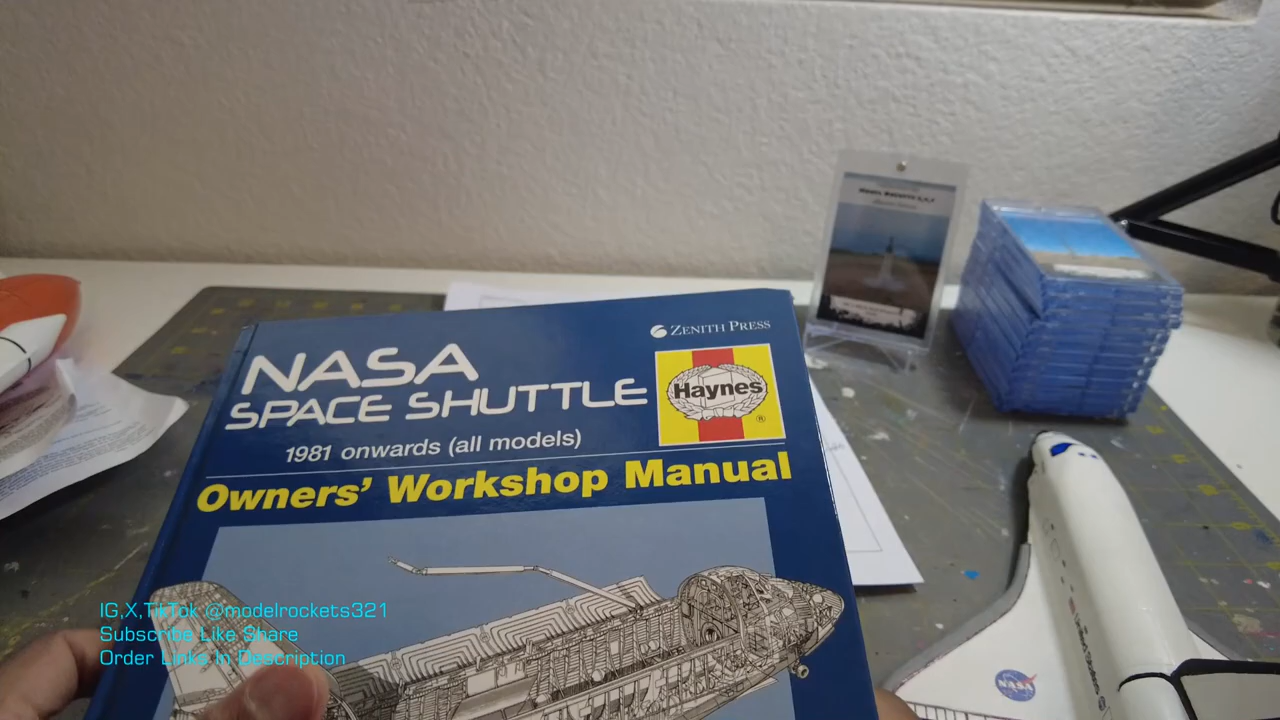 ZENITH PRESS
NASA
SPACE SHUTTLE
Haynes
®
1981 onwards (all models)
Owners' Workshop Manual
IG,X,TikTok @modelrockets321
Subscribe Like Share
Order Links In Description
NASA